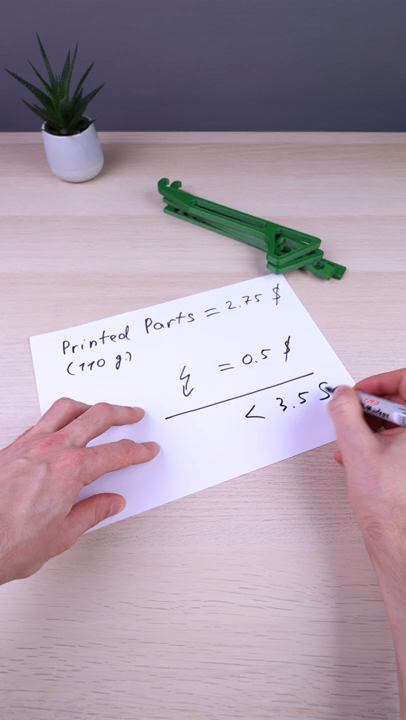 Printed Parts = 2.75 $
(110 g)
= 0.5 $
< 3.5 $